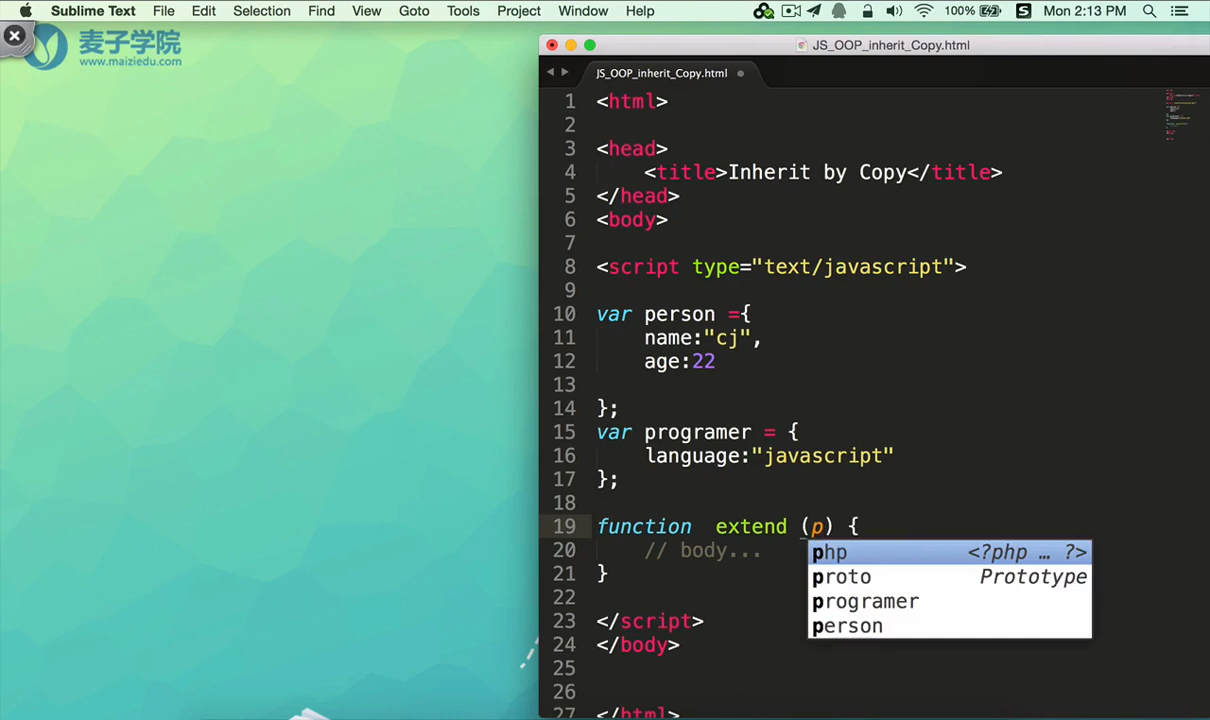 Sublime Text File Edit Selection Find View Goto Tools Project Window Help 100% S Mon 2:13 PM
麦子学院
www.maiziedu.com
JS_OOP_inherit_Copy.html
JS_OOP_inherit_Copy.html
1 <html>
2
3 <head>
4 <title>Inherit by Copy</title>
5 </head>
6 <body>
7
8 <script type="text/javascript">
9
10 var person ={
11 name:"cj",
12 age:22
13
14 };
15 var programer = {
16 language:"javascript"
17 };
18
19 function extend (p) {
20 // body...
21 }
22
23 </script>
24 </body>
25
26
27 </html>
php <?php … ?>
proto Prototype
programer
person